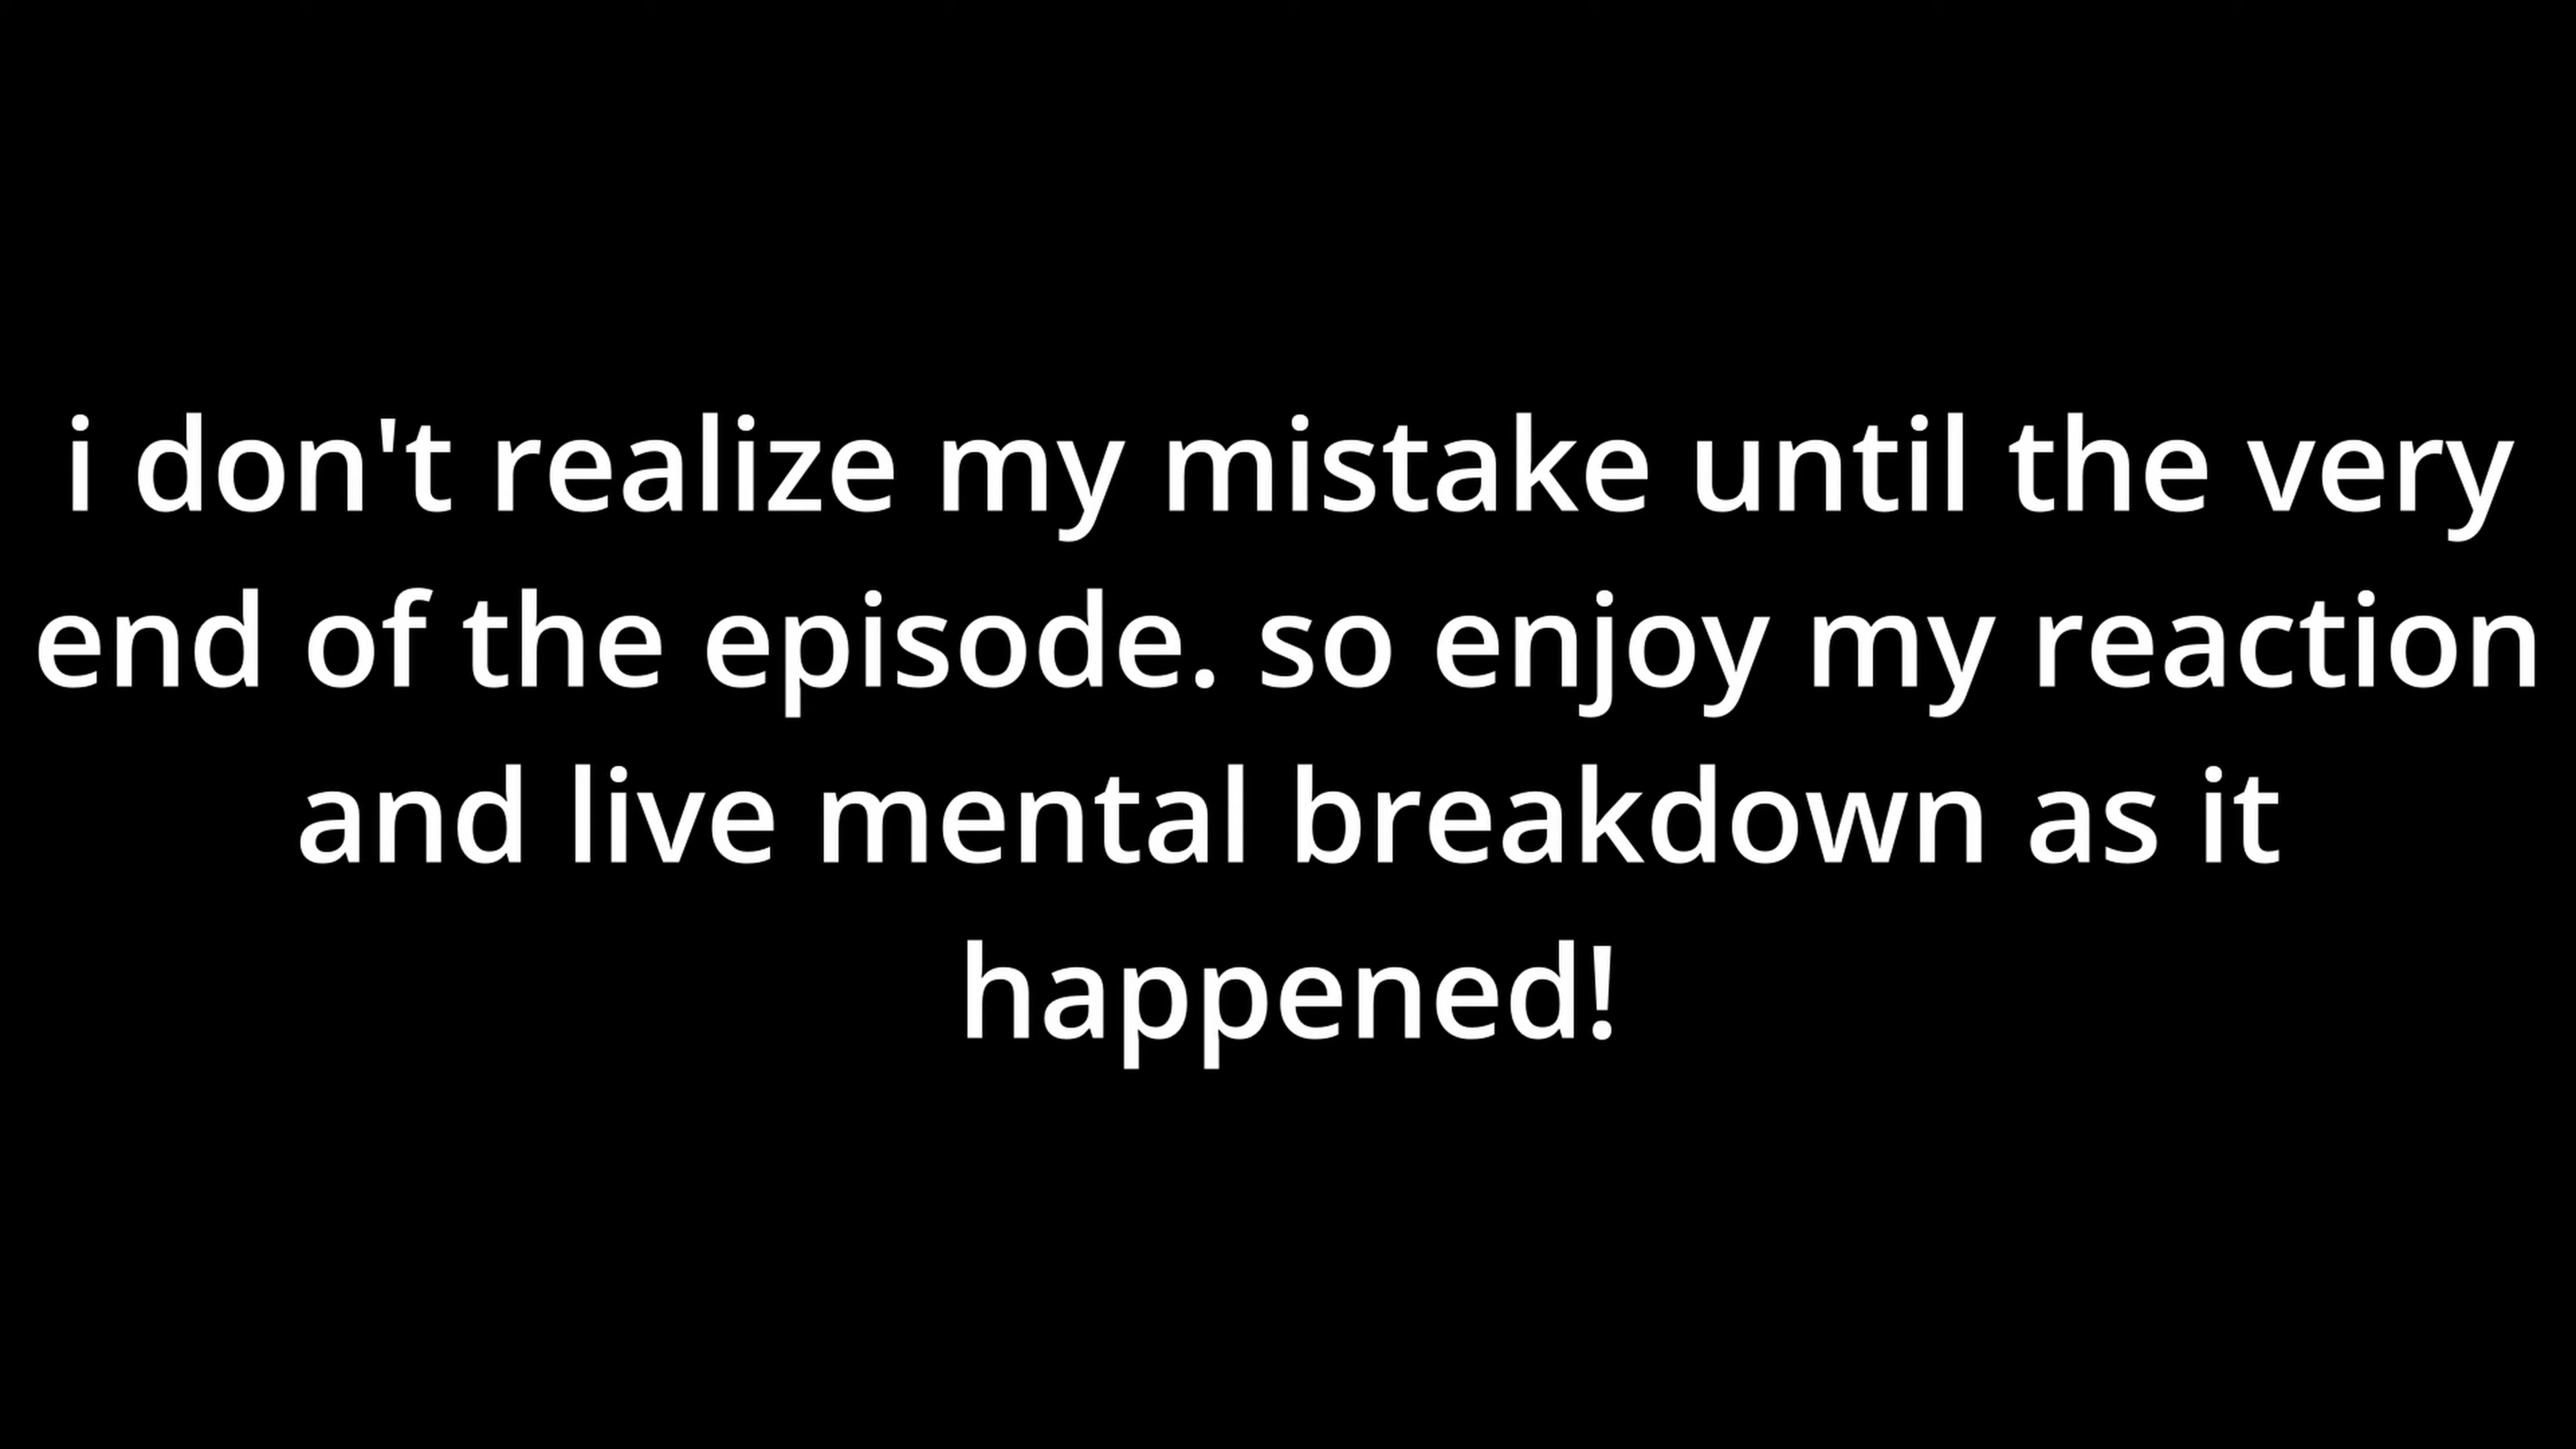 i don't realize my mistake until the very
end of the episode. so enjoy my reaction
and live mental breakdown as it
happened!